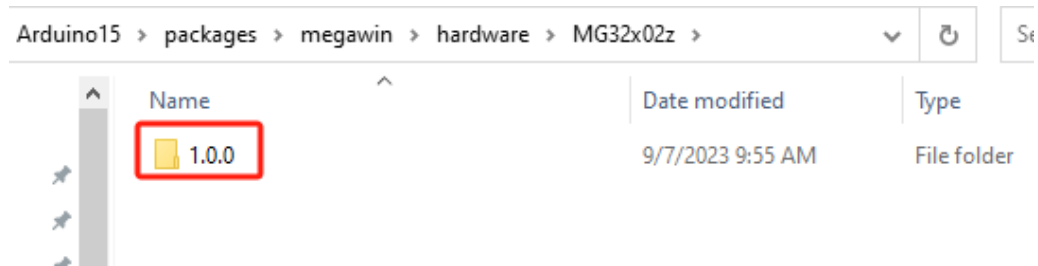 Arduino15 > packages > megawin > hardware > MG32x02z >
Name Date modified Type
1.0.0 9/7/2023 9:55 AM File folder